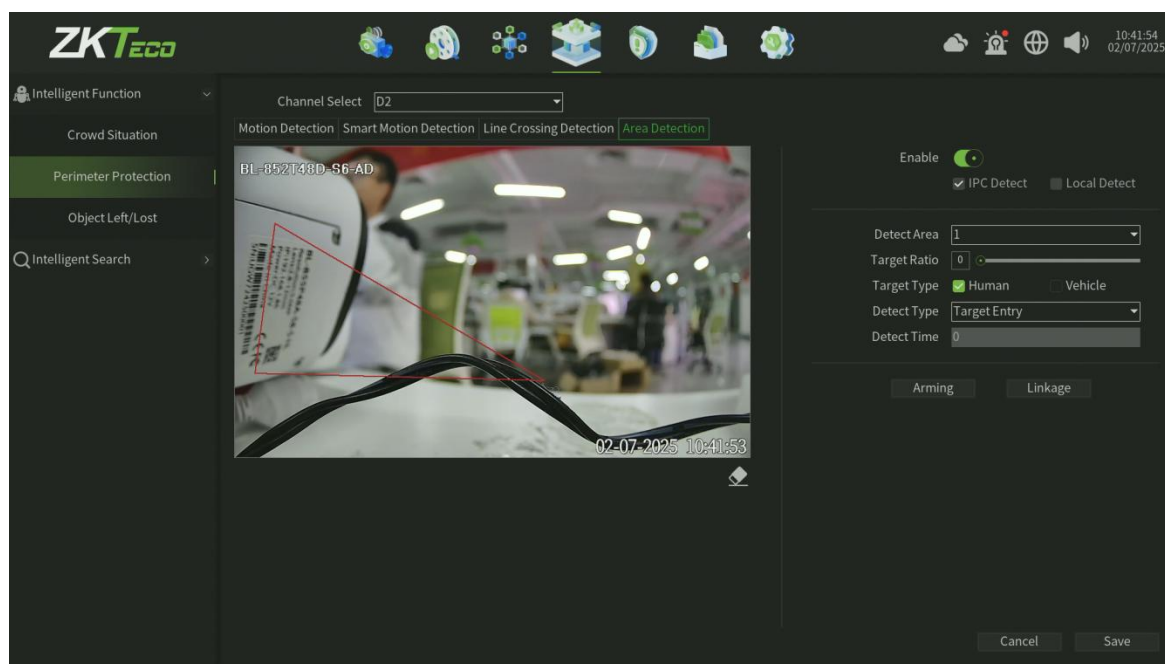 ZKTeco
10:41:54
02/07/2025
Intelligent Function
Crowd Situation
Perimeter Protection
Object Left/Lost
Intelligent Search
Channel Select D2
Motion Detection Smart Motion Detection Line Crossing Detection Area Detection
BL-852T48D-S6-AD
02-07-2025 10:41:53
Enable
IPC Detect Local Detect
Detect Area 1
Target Ratio 0
Target Type Human Vehicle
Detect Type Target Entry
Detect Time 0
Arming Linkage
Cancel Save